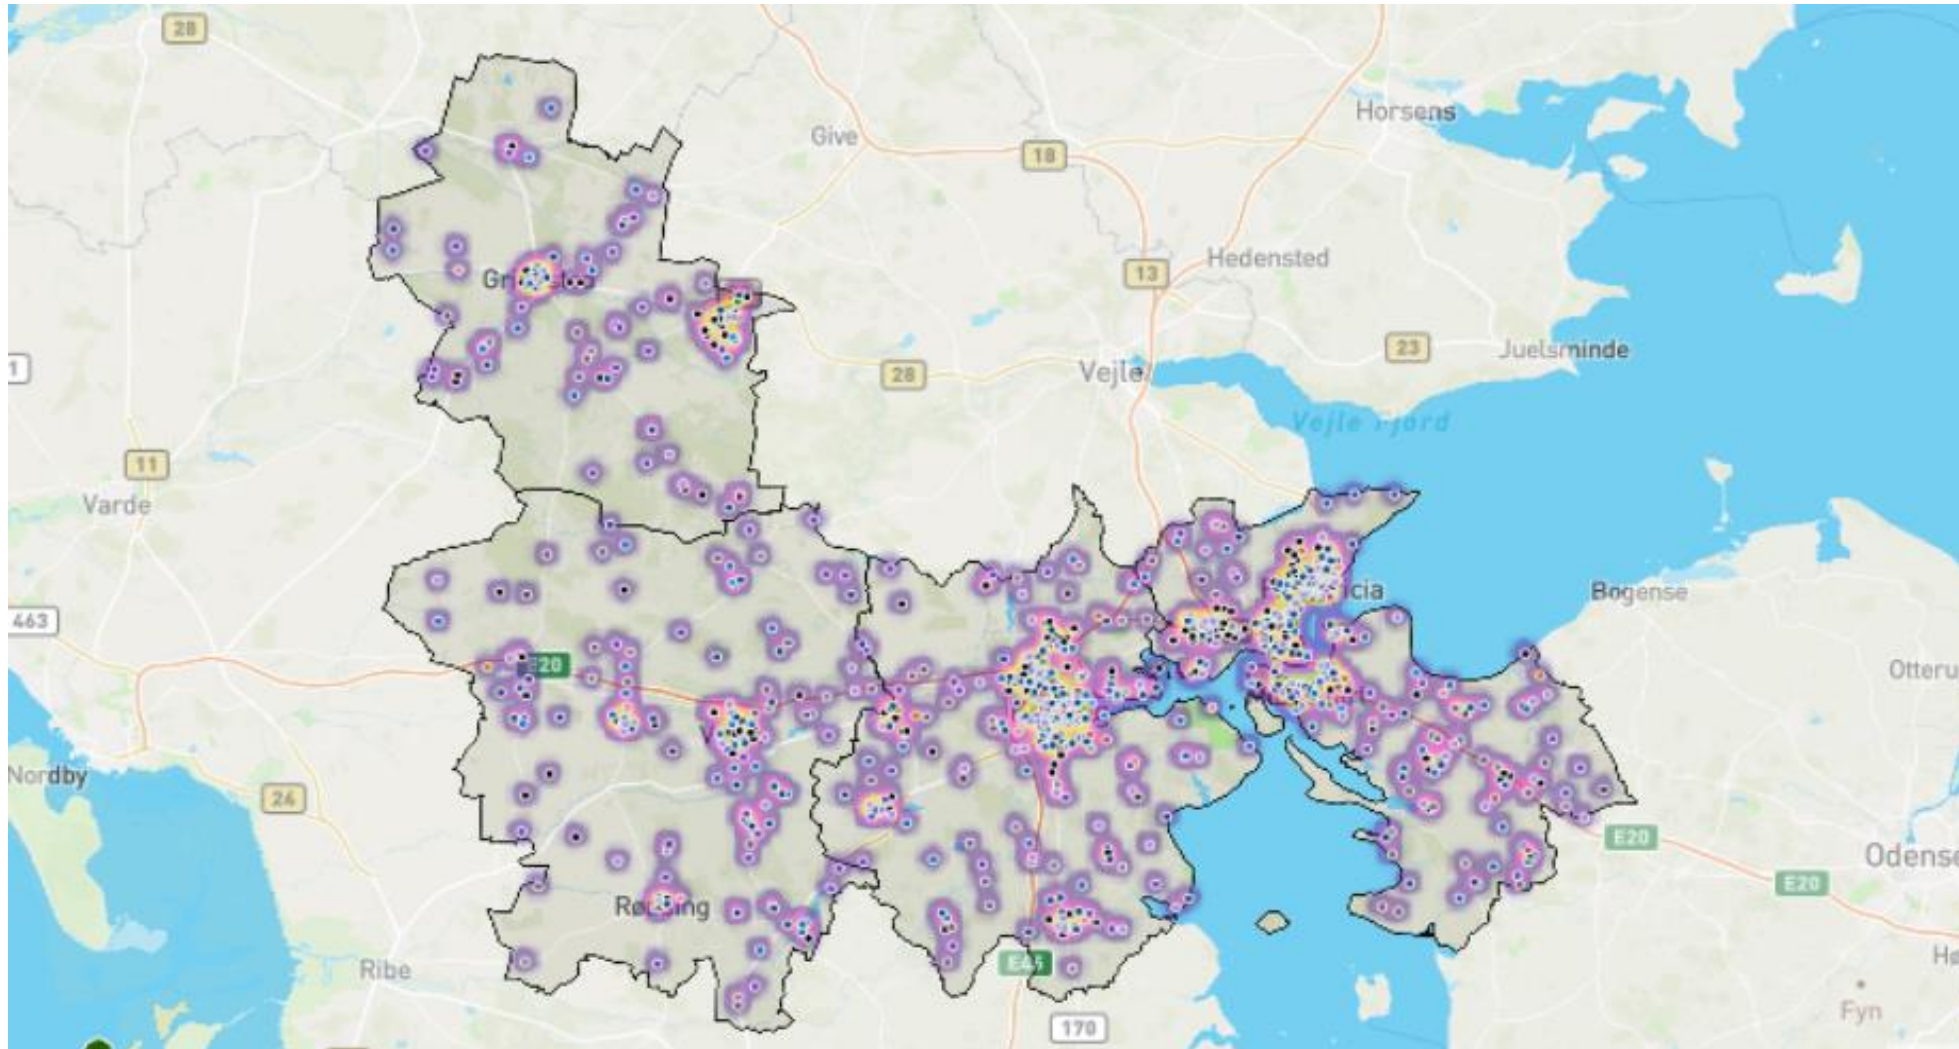 28
Horsens
Give
18
Hedensted
13
1
23
Juelsminde
28
Vejle
Vejle Fjord
11
Varde
Bogense
463
E20
Otteru
Nordby
24
E20
Odense
E20
Ribe
E45
Fyn
170